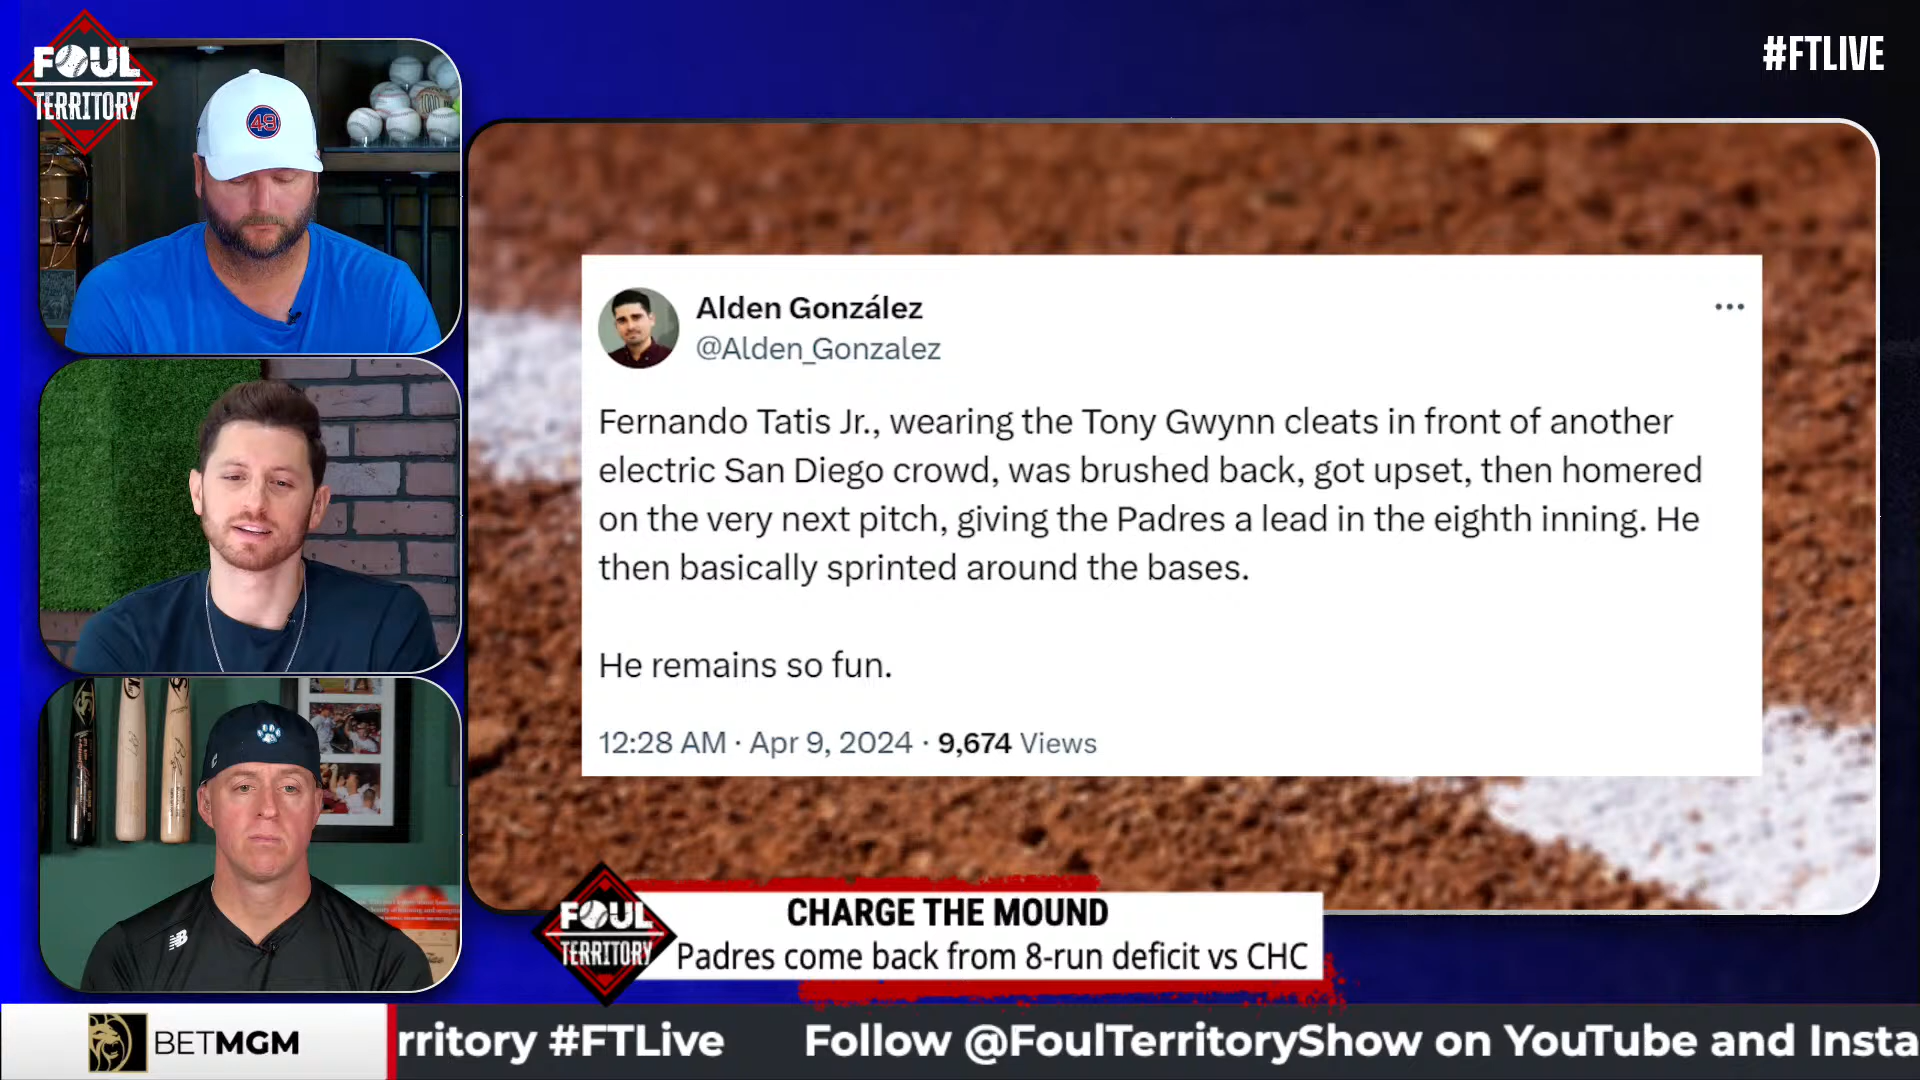 FOUL
TERRITORY
#FTLIVE
49
Alden González
@Alden_Gonzalez
Fernando Tatis Jr., wearing the Tony Gwynn cleats in front of another
electric San Diego crowd, was brushed back, got upset, then homered
on the very next pitch, giving the Padres a lead in the eighth inning. He
then basically sprinted around the bases.
He remains so fun.
12:28 AM · Apr 9, 2024 · 9,674 Views
FOUL
TERRITORY
CHARGE THE MOUND
Padres come back from 8-run deficit vs CHC
BETMGM
rritory #FTLive
Follow @FoulTerritoryShow on YouTube and Insta